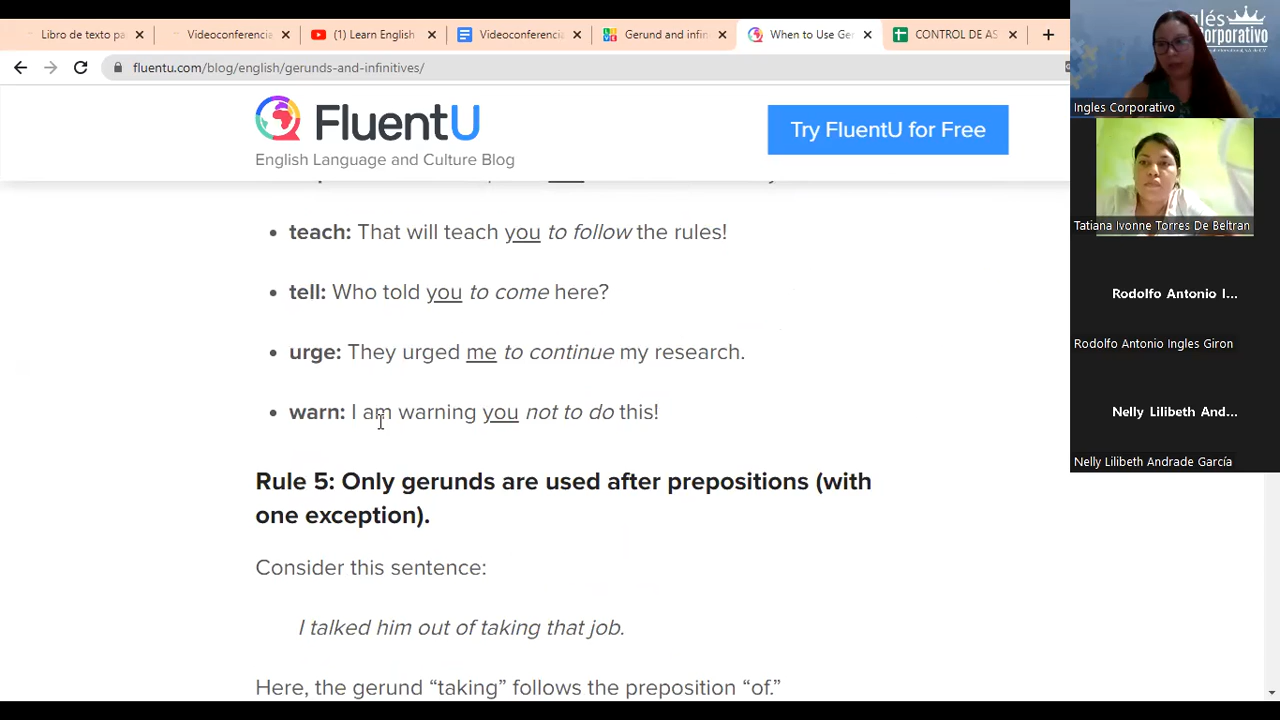 Libro de texto pa
Videoconferencia
(1) Learn English
Videoconferencia
Gerund and infin
When to Use Ger
CONTROL DE AS
fluentu.com/blog/english/gerunds-and-infinitives/
FluentU
English Language and Culture Blog
Try FluentU for Free
teach: That will teach you to follow the rules!
tell: Who told you to come here?
urge: They urged me to continue my research.
warn: I am warning you not to do this!
Rule 5: Only gerunds are used after prepositions (with
one exception).
Consider this sentence:
I talked him out of taking that job.
Here, the gerund “taking” follows the preposition “of.”
Inglés
Corporativo
Ingles Corporativo
Tatiana Ivonne Torres De Beltran
Rodolfo Antonio I...
Rodolfo Antonio Ingles Giron
Nelly Lilibeth And...
Nelly Lilibeth Andrade García